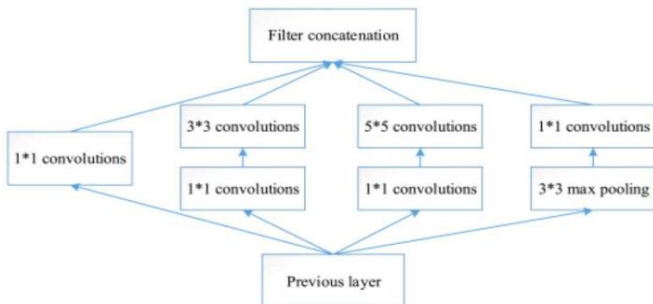 Filter concatenation
3*3 convolutions
5*5 convolutions
1*1 convolutions
1*1 convolutions
1*1 convolutions
1*1 convolutions
3*3 max pooling
Previous layer